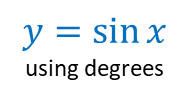 y = sin x
using degrees